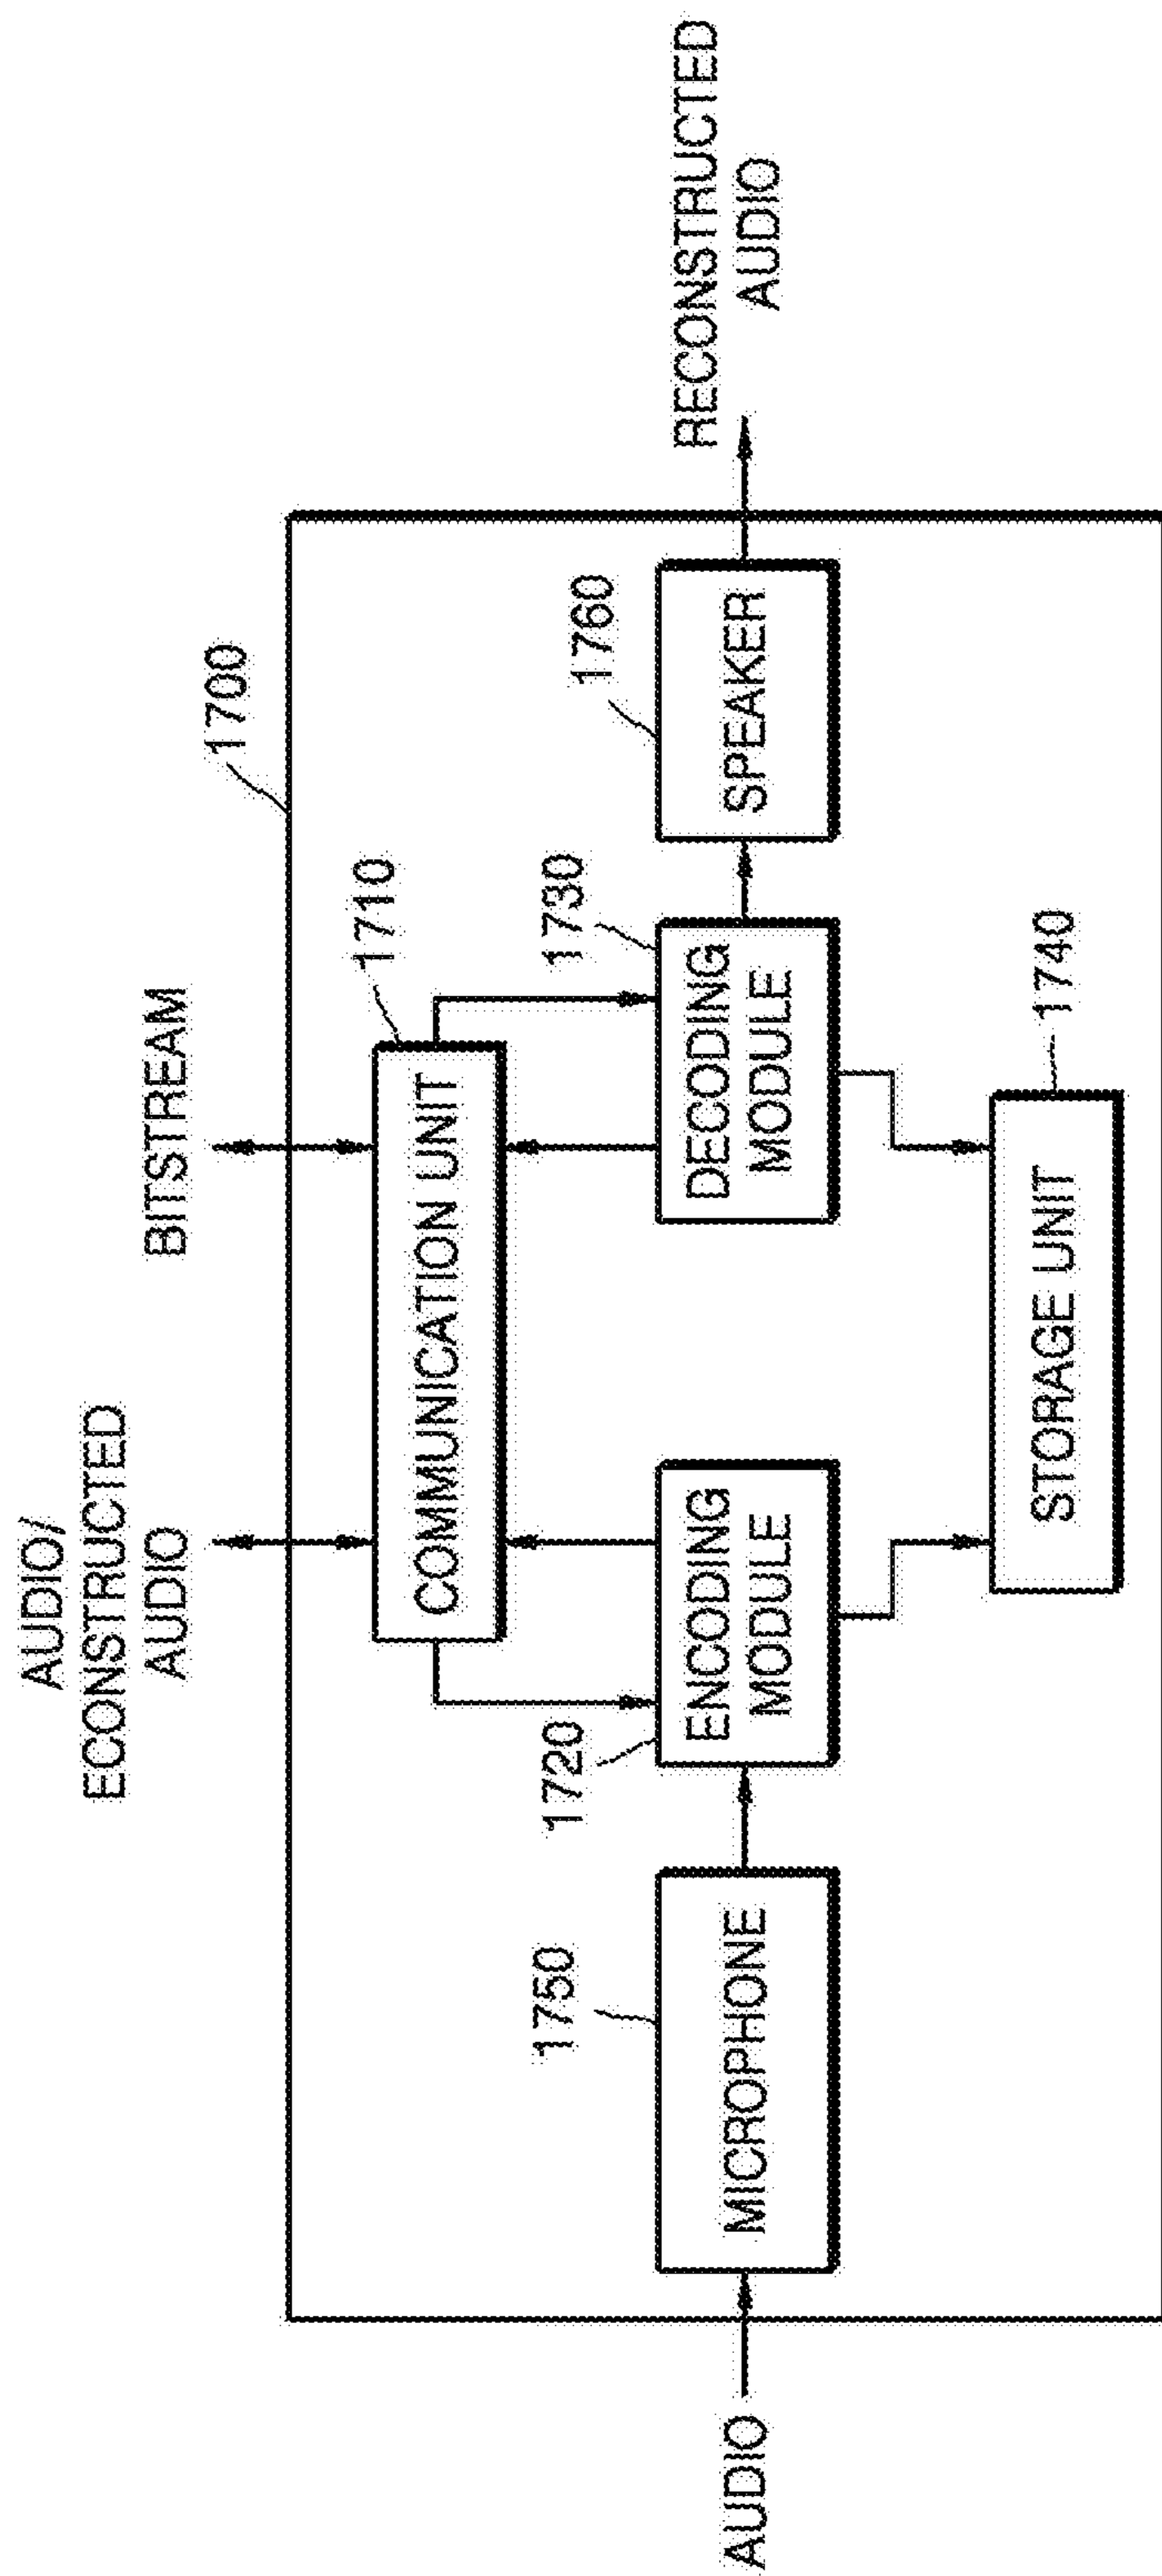 AUDIO/
ECONSTRUCTED
AUDIO
BITSTREAM
1700
1710
COMMUNICATION UNIT
1750
1720
1730
1760
AUDIO
MICROPHONE
ENCODING
MODULE
DECODING
MODULE
SPEAKER
RECONSTRUCTED
AUDIO
STORAGE UNIT
1740